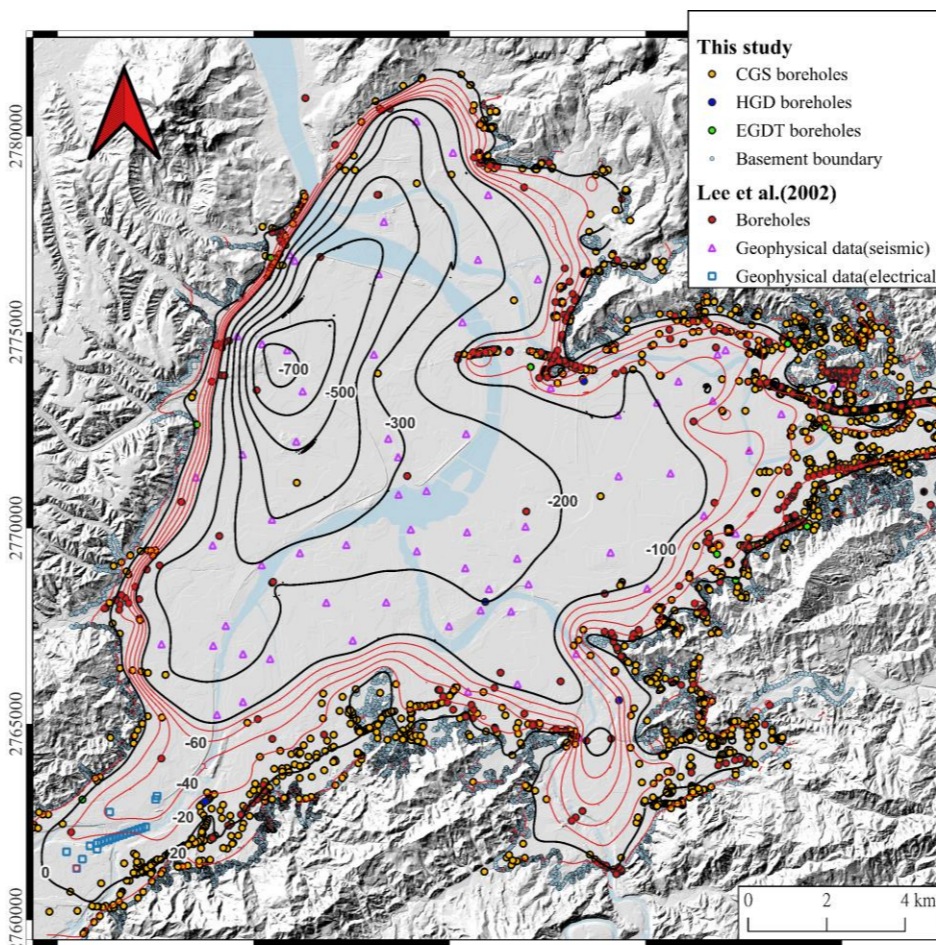 This study
CGS boreholes
HGD boreholes
EGDT boreholes
Basement boundary
Lee et al.(2002)
Boreholes
Geophysical data(seismic)
Geophysical data(electrical
2780000
2775000
2770000
2765000
2760000
-700
-500
-300
-200
-100
-60
-40
-20
20
0
0 2 4 km